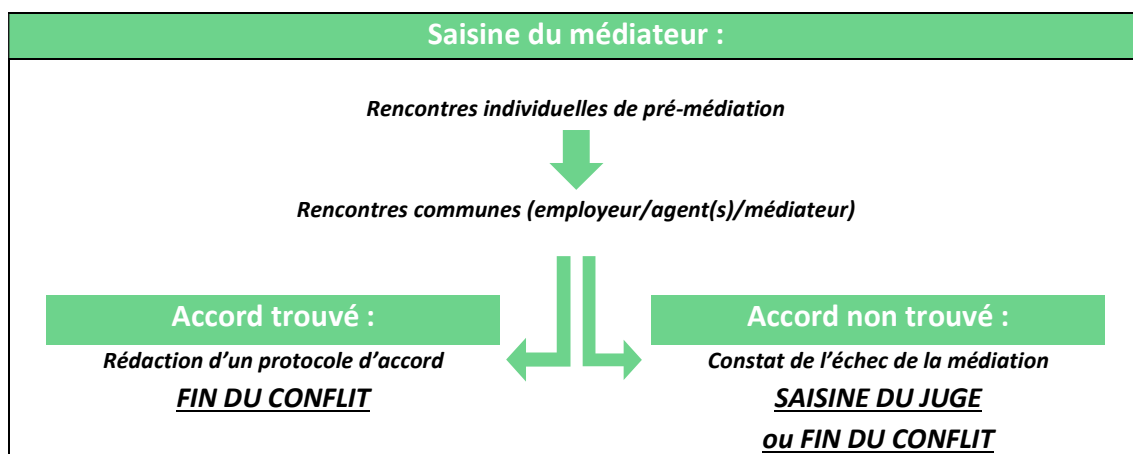 Saisine du médiateur :
Rencontres individuelles de pré-médiation
Rencontres communes (employeur/agent(s)/médiateur)
Accord trouvé :
Rédaction d’un protocole d’accord
FIN DU CONFLIT
Accord non trouvé :
Constat de l’échec de la médiation
SAISINE DU JUGE
ou FIN DU CONFLIT